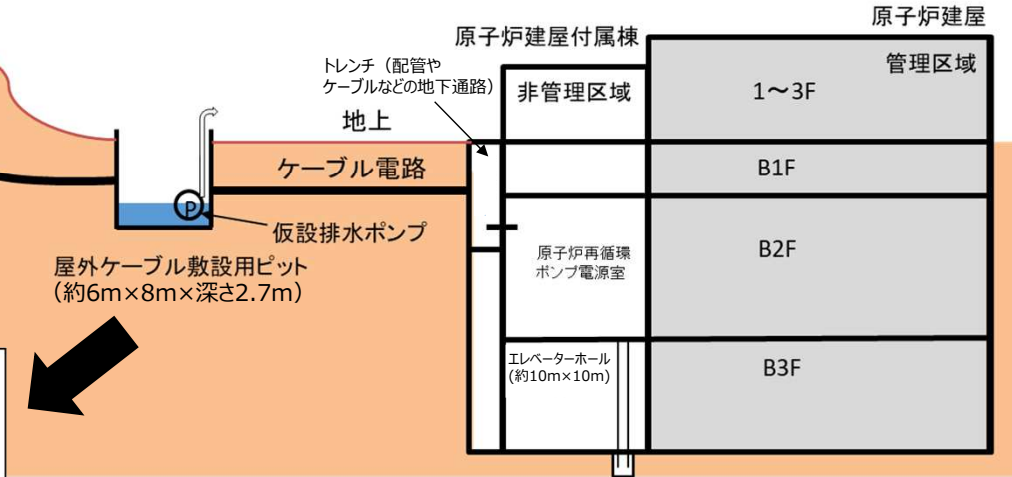 原子炉建屋
原子炉建屋付属棟
管理区域
トレンチ（配管や
ケーブルなどの地下通路）
非管理区域
1～3F
地上
ケーブル電路
B1F
P
仮設排水ポンプ
原子炉再循環
ポンプ電源室
B2F
屋外ケーブル敷設用ピット
（約6m×8m×深さ2.7m）
エレベーターホール
(約10m×10m)
B3F